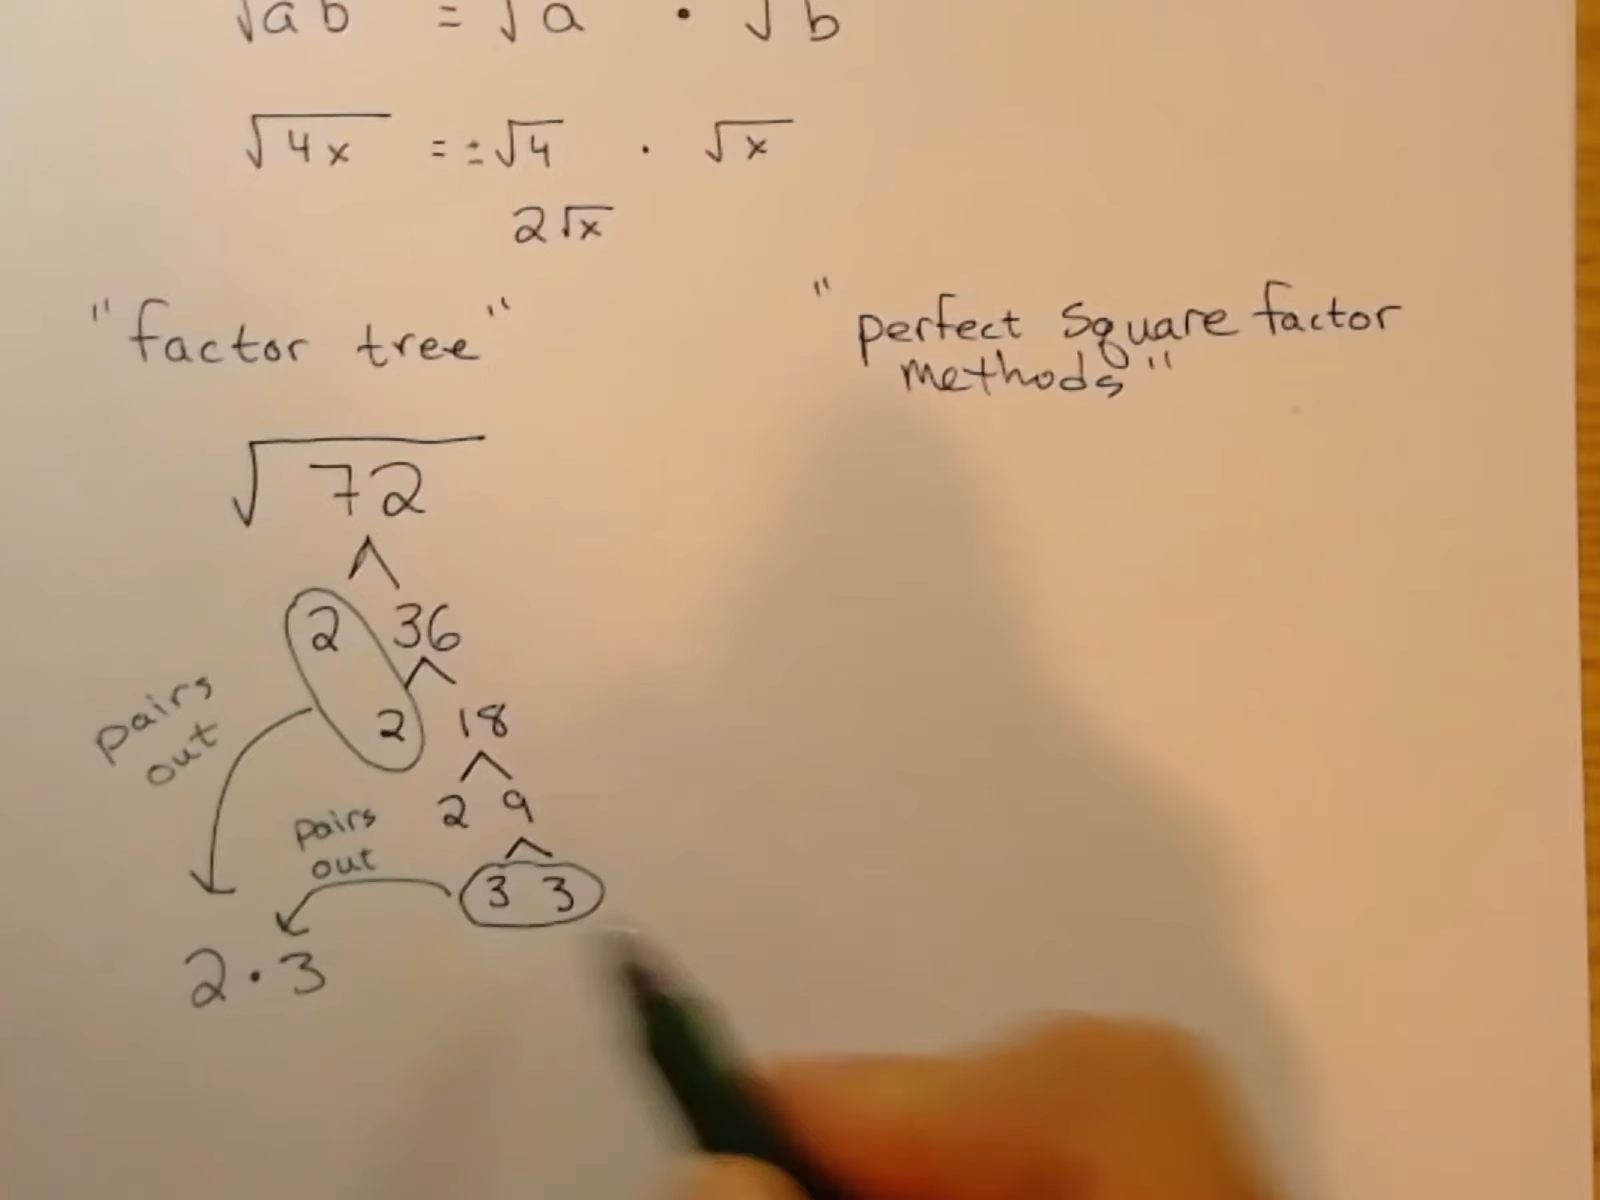 √ab = √a · √b
√4x = ±√4 · √x
2√x
"factor tree"
"perfect square factor
methods"
√72
2 36
2 18
pairs
out
2 9
pairs
out
3 3
2 · 3